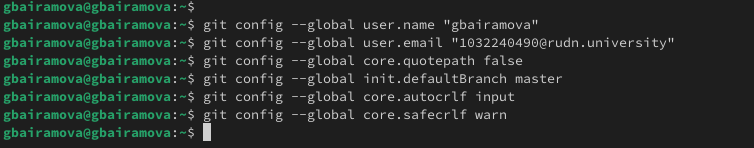 gbairamova@gbairamova:~$
gbairamova@gbairamova:~$ git config --global user.name "gbairamova"
gbairamova@gbairamova:~$ git config --global user.email "1032240490@rudn.university"
gbairamova@gbairamova:~$ git config --global core.quotepath false
gbairamova@gbairamova:~$ git config --global init.defaultBranch master
gbairamova@gbairamova:~$ git config --global core.autocrlf input
gbairamova@gbairamova:~$ git config --global core.safecrlf warn
gbairamova@gbairamova:~$